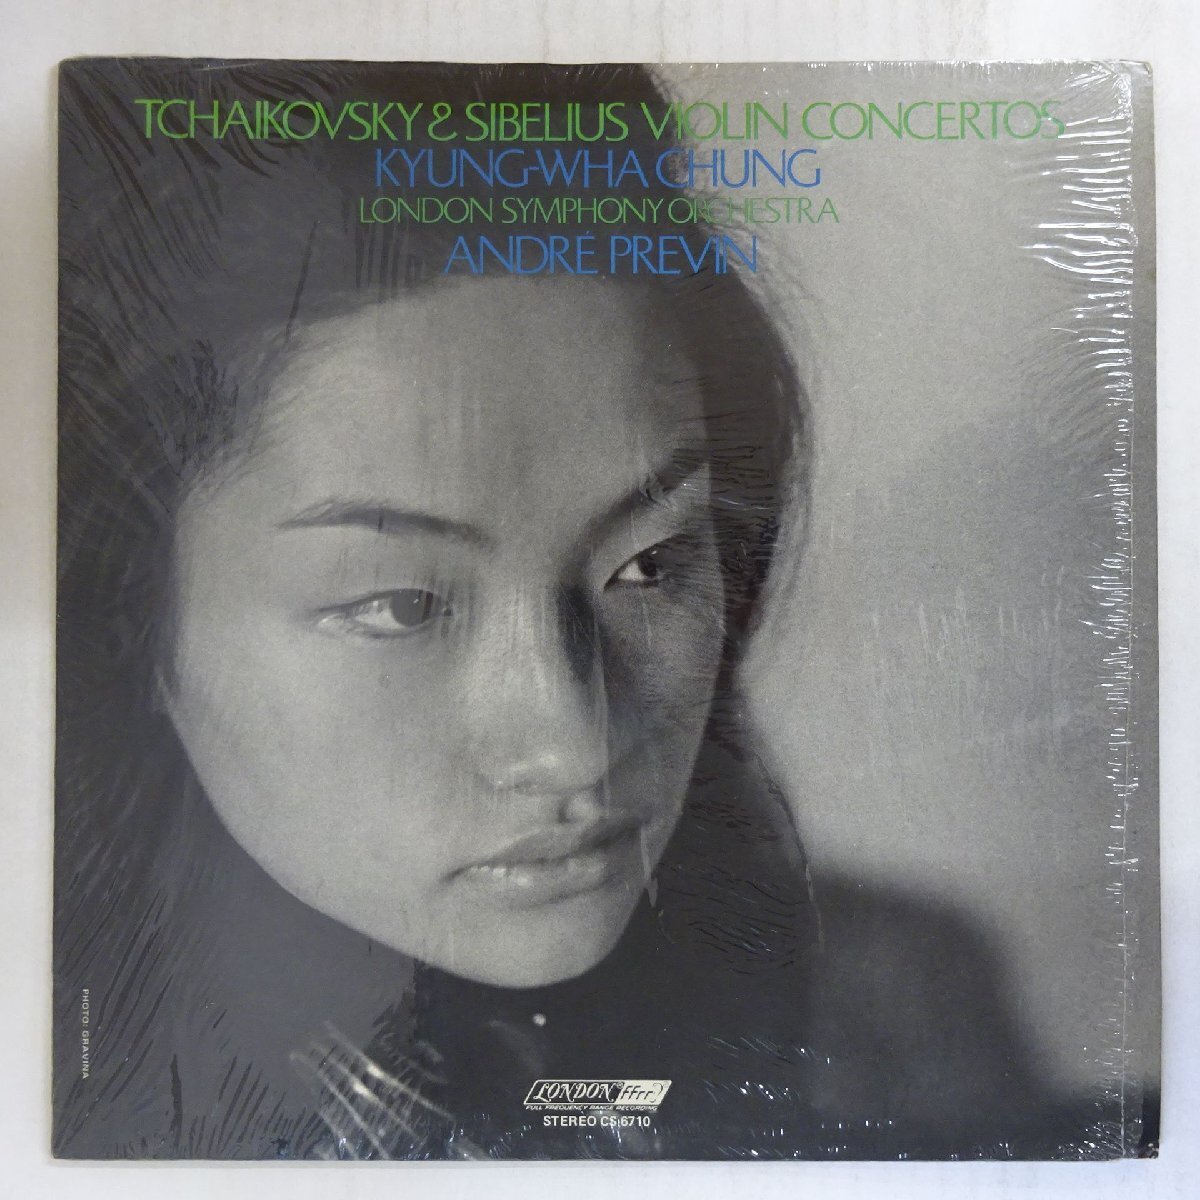 TCHAIKOVSKY & SIBELIUS VIOLIN CONCERTOS
KYUNG-WHA CHUNG
LONDON SYMPHONY ORCHESTRA
ANDRÉ PREVIN
PHOTO: GRAVINA
LONDON® ffrr
FULL FREQUENCY RANGE RECORDING
STEREO CS 6710